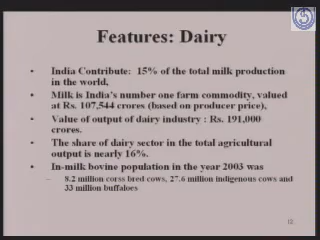 Features: Dairy
• India Contribute: 15% of the total milk production
in the world,
• Milk is India's number one farm commodity, valued
at Rs. 107,544 crores (based on producer price),
• Value of output of dairy industry : Rs. 191,000
crores.
• The share of dairy sector in the total agricultural
output is nearly 16%.
• In-milk bovine population in the year 2003 was
– 8.2 million corss bred cows, 27.6 million indigenous cows and
33 million buffaloes